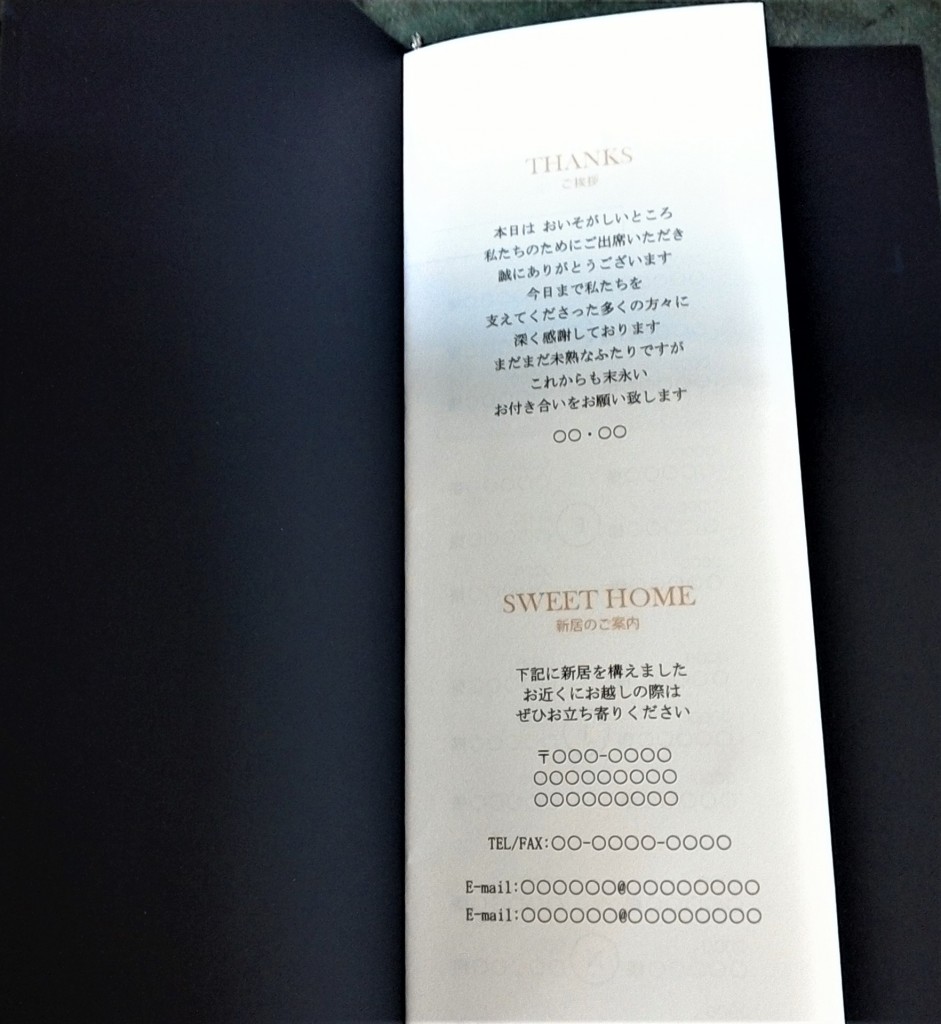 THANKS
ご挨拶
本日は おいそがしいところ
私たちのためにご出席いただき
誠にありがとうございます
今日まで私たちを
支えてくださった多くの方々に
深く感謝しております
まだまだ未熟なふたりですが
これからも末永い
お付き合いをお願い致します
○○・○○
SWEET HOME
新居のご案内
下記に新居を構えました
お近くにお越しの際は
ぜひお立ち寄りください
〒○○○-○○○○
○○○○○○○○○
○○○○○○○○○
TEL/FAX:○○-○○○○-○○○○
E-mail:○○○○○○@○○○○○○○○
E-mail:○○○○○○@○○○○○○○○